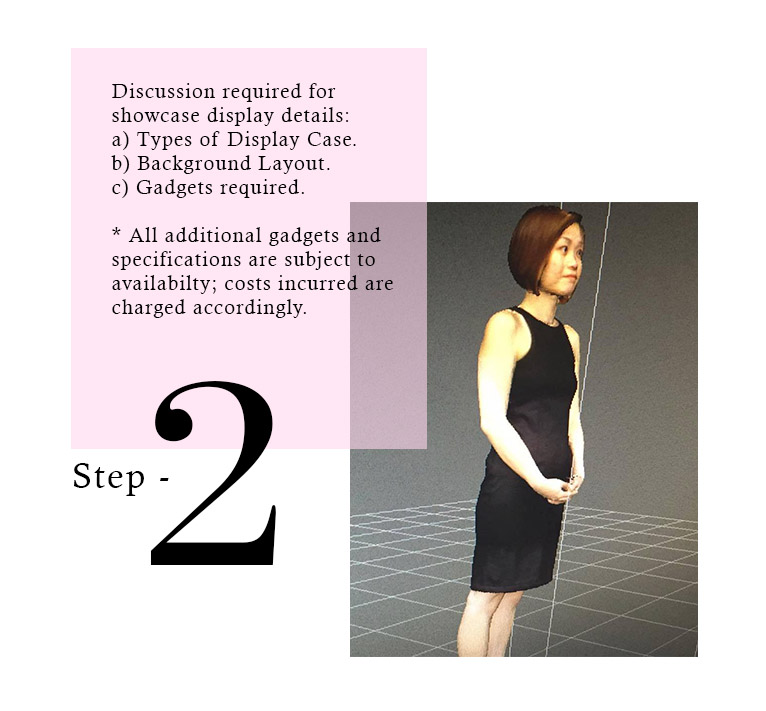 Discussion required for
showcase display details:
a) Types of Display Case.
b) Background Layout.
c) Gadgets required.
* All additional gadgets and
specifications are subject to
availabilty; costs incurred are
charged accordingly.
Step - 2